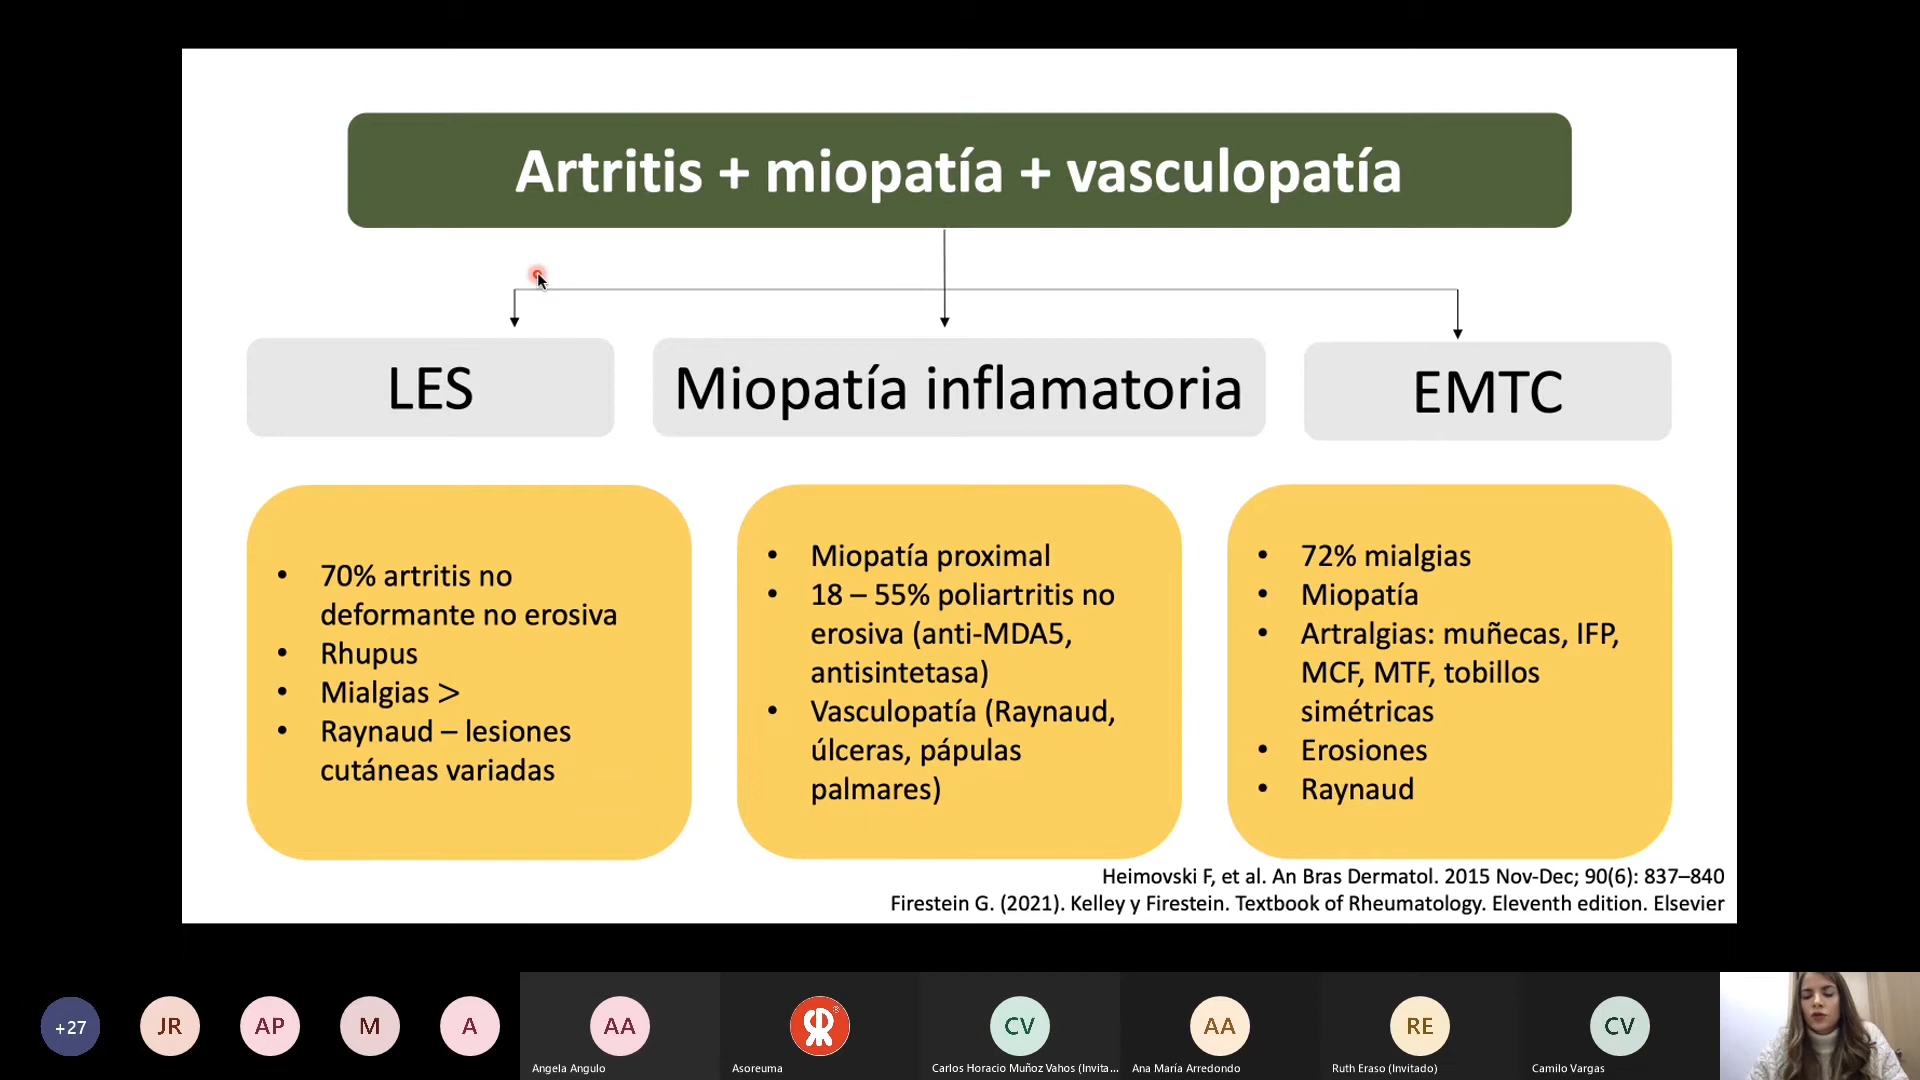 Artritis + miopatía + vasculopatía
LES
Miopatía inflamatoria
EMTC
• 70% artritis no
deformante no erosiva
• Rhupus
• Mialgias >
• Raynaud – lesiones
cutáneas variadas
• Miopatía proximal
• 18 – 55% poliartritis no
erosiva (anti-MDA5,
antisintetasa)
• Vasculopatía (Raynaud,
úlceras, pápulas
palmares)
• 72% mialgias
• Miopatía
• Artralgias: muñecas, IFP,
MCF, MTF, tobillos
simétricas
• Erosiones
• Raynaud
Heimovski F, et al. An Bras Dermatol. 2015 Nov-Dec; 90(6): 837–840
Firestein G. (2021). Kelley y Firestein. Textbook of Rheumatology. Eleventh edition. Elsevier
+27
JR
AP
M
A
AA
CV
AA
RE
CV
Angela Angulo
Asoreuma
Carlos Horacio Muñoz Vahos (Invita...
Ana María Arredondo
Ruth Eraso (Invitado)
Camilo Vargas